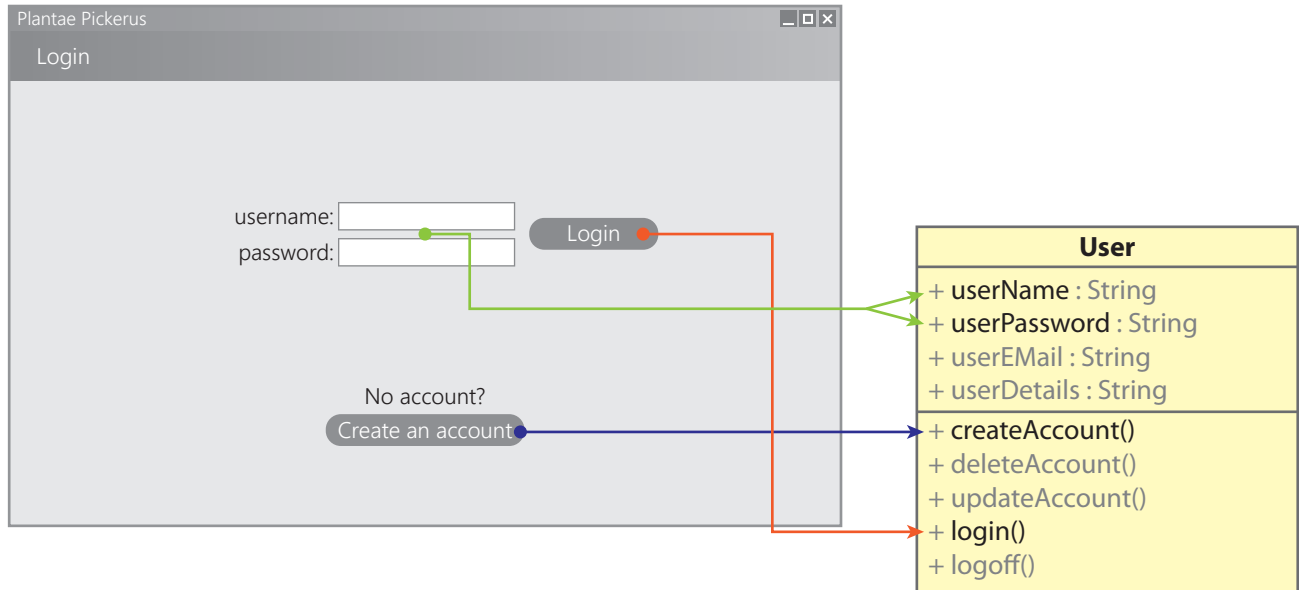 Plantae Pickerus
Login
username:
password:
Login
No account?
Create an account
User
+ userName : String
+ userPassword : String
+ userEMail : String
+ userDetails : String
+ createAccount()
+ deleteAccount()
+ updateAccount()
+ login()
+ logoff()